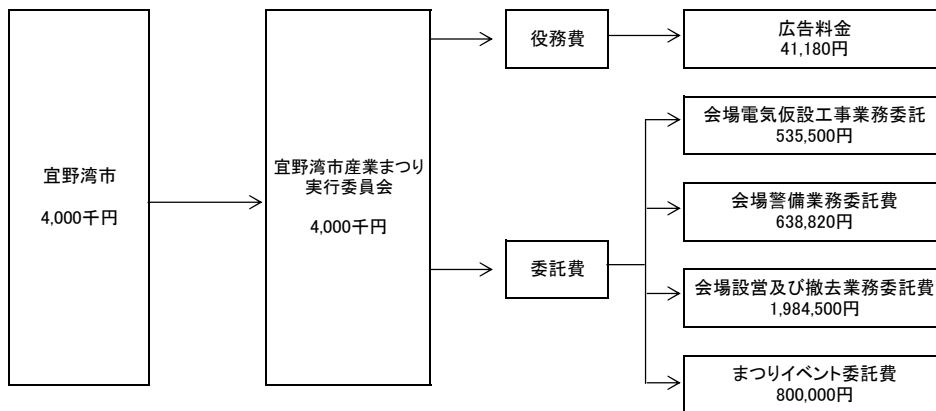 宜野湾市
4,000千円
宜野湾市産業まつり
実行委員会
4,000千円
役務費
広告料金
41,180円
委託費
会場電気仮設工事業務委託
535,500円
会場警備業務委託費
638,820円
会場設営及び撤去業務委託費
1,984,500円
まつりイベント委託費
800,000円